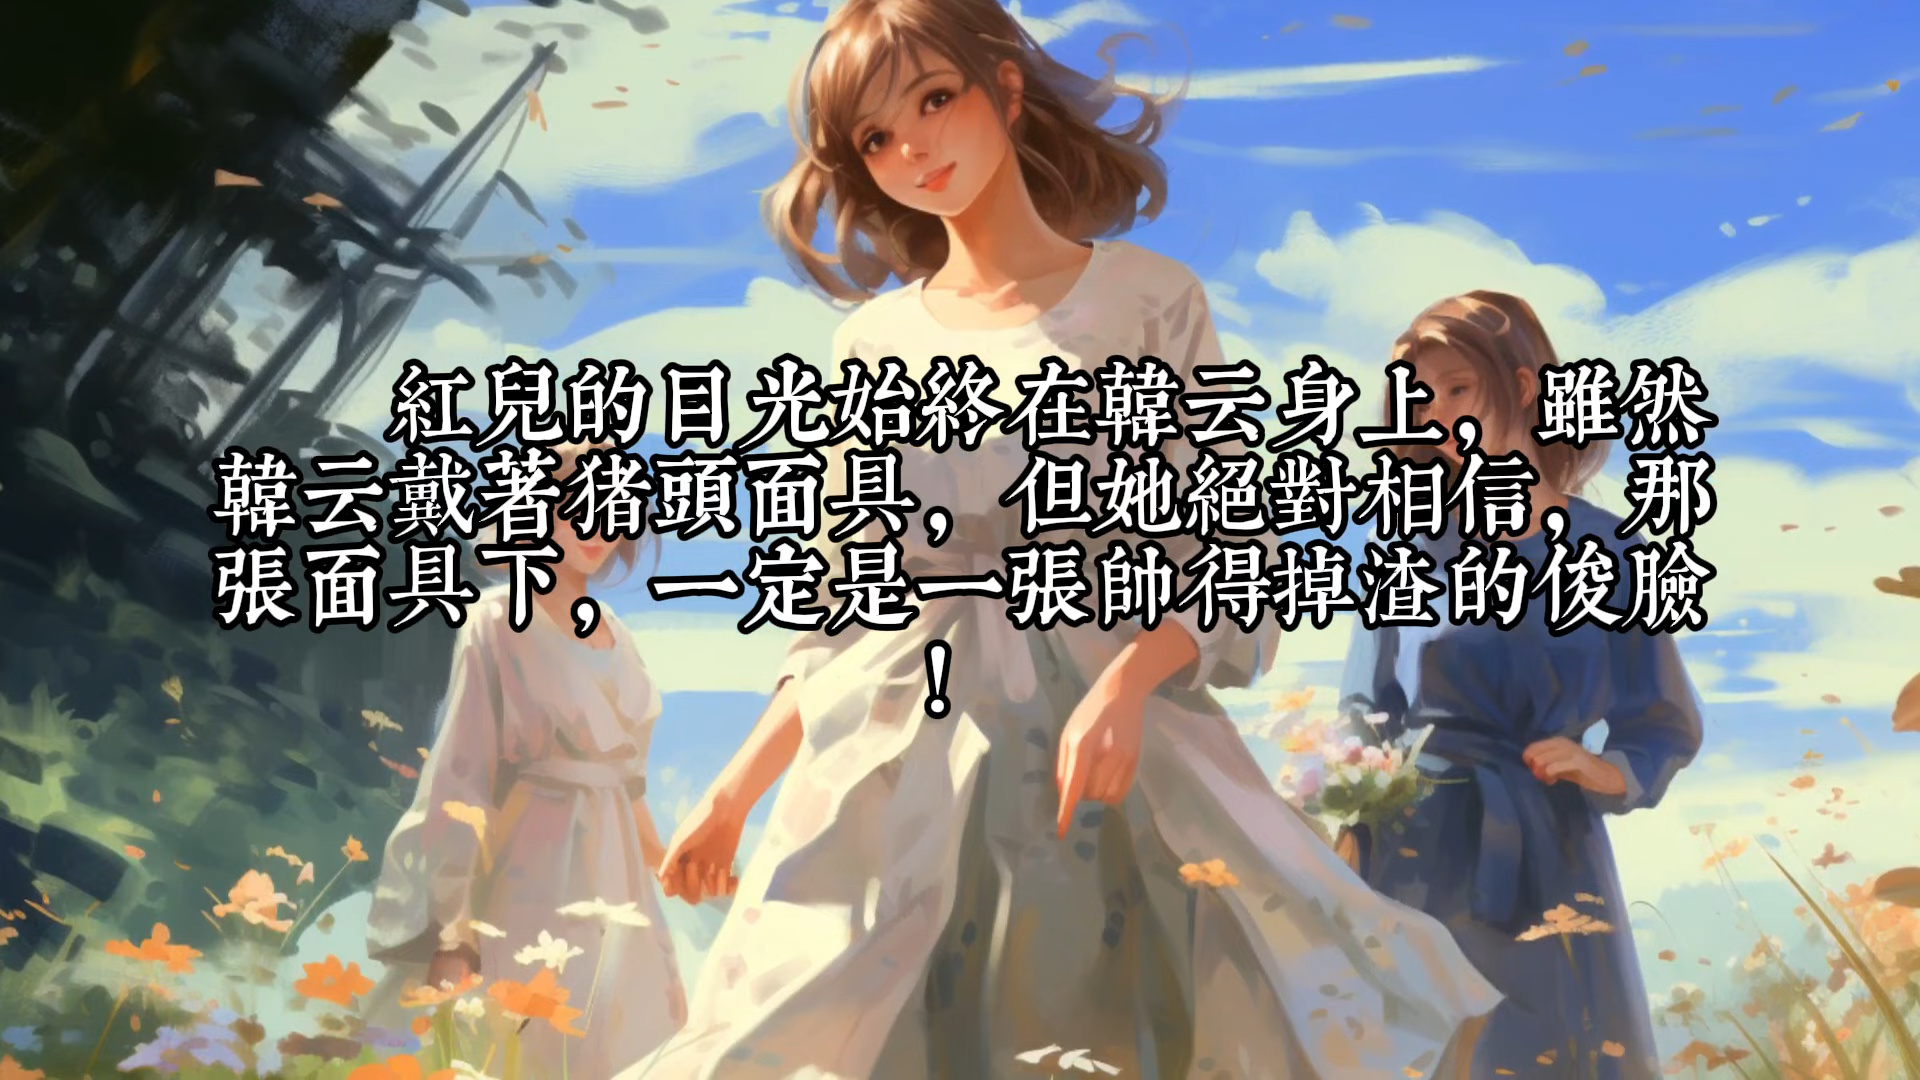 紅兒的目光始終在韓云身上，雖然
韓云戴著猪頭面具，但她絕對相信，那
張面具下，一定是一張帥得掉渣的俊臉
！